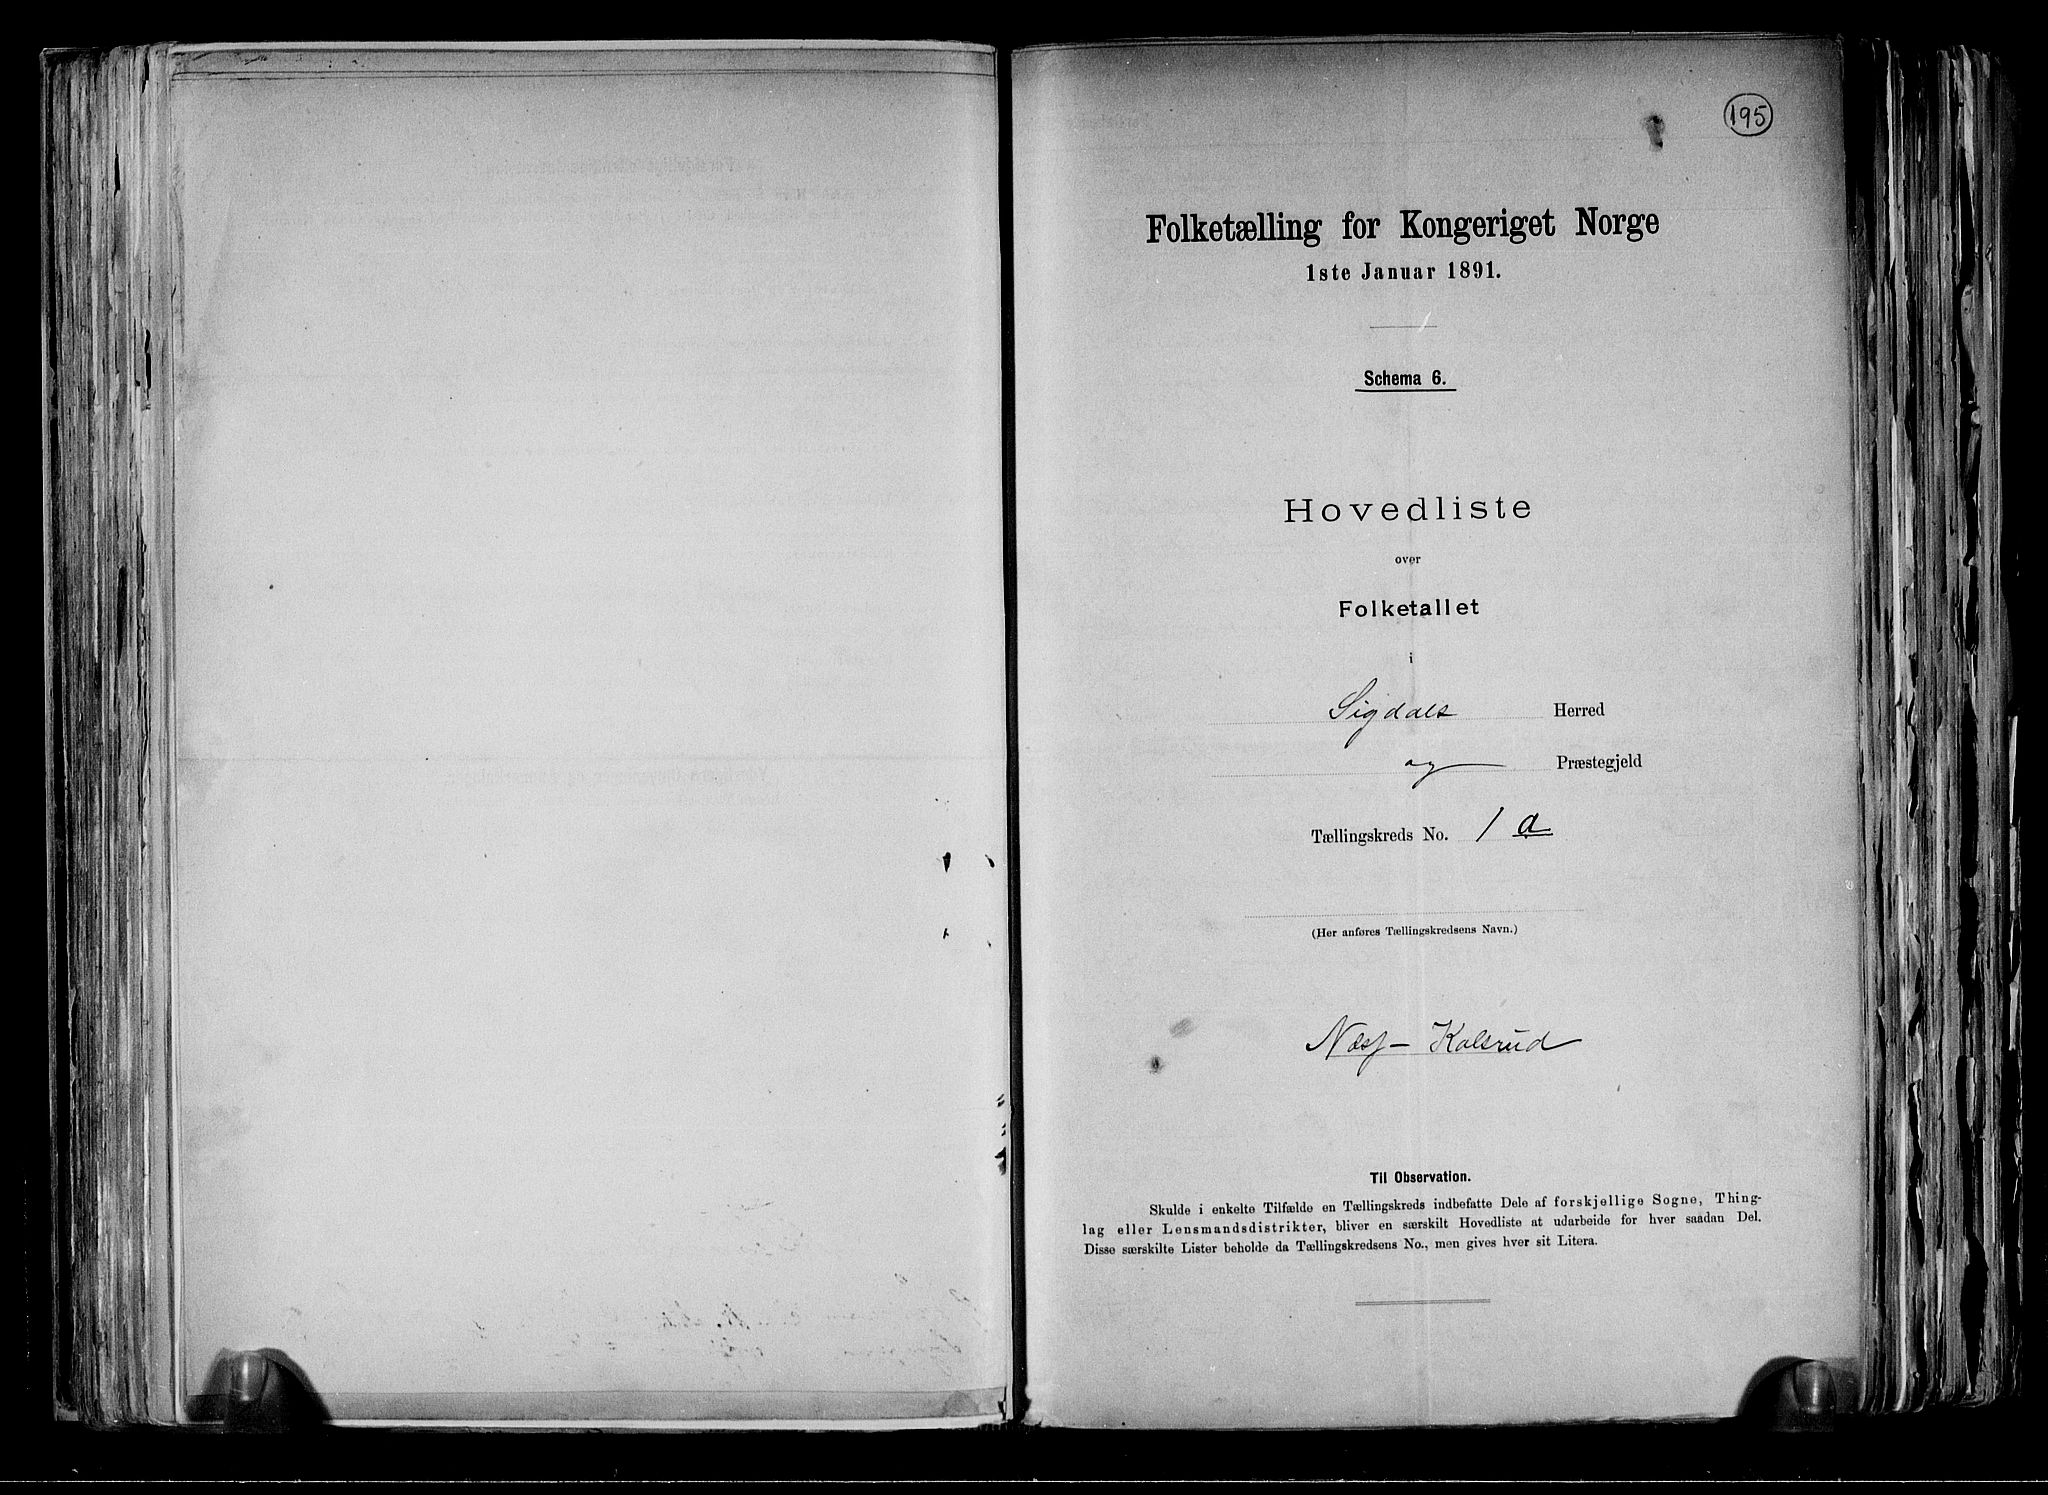 195
Folketælling for Kongeriget Norge
1ste Januar 1891.
Schema 6.
Hovedliste
over
Folketallet
i
Sigdals Herred
og Præstegjeld
Tællingskreds No. 1 a
(Her anføres Tællingskredsens Navn.)
Næss-Kolsrud
Til Observation.
Skulde i enkelte Tilfælde en Tællingskreds indbefatte Dele af forskjellige Sogne, Thing-
lag eller Lensmandsdistrikter, bliver en særskilt Hovedliste at udarbeide for hver saadan Del.
Disse særskilte Lister beholde da Tællingskredsens No., men gives hver sit Litera.